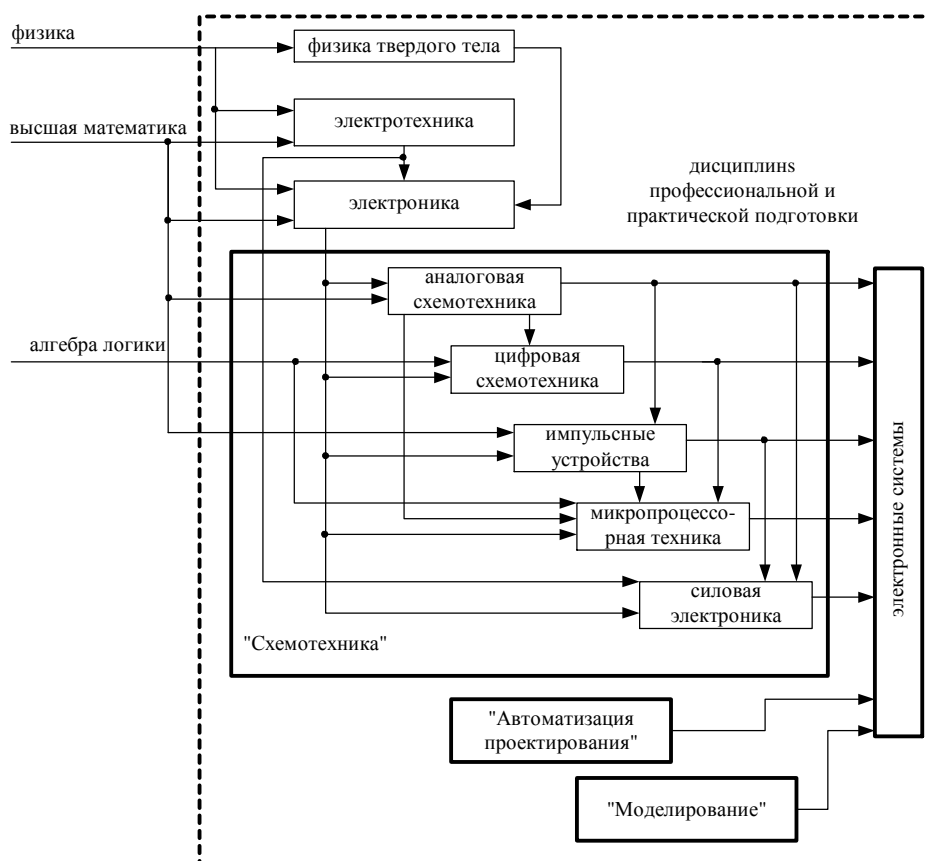 физика
физика твердого тела
электротехника
высшая математика
дисциплинs
профессиональной и
практической подготовки
электроника
аналоговая
схемотехника
алгебра логики
цифровая
схемотехника
импульсные
устройства
микропроцессо-
рная техника
силовая
электроника
"Схемотехника"
электронные системы
"Автоматизация
проектирования"
"Моделирование"